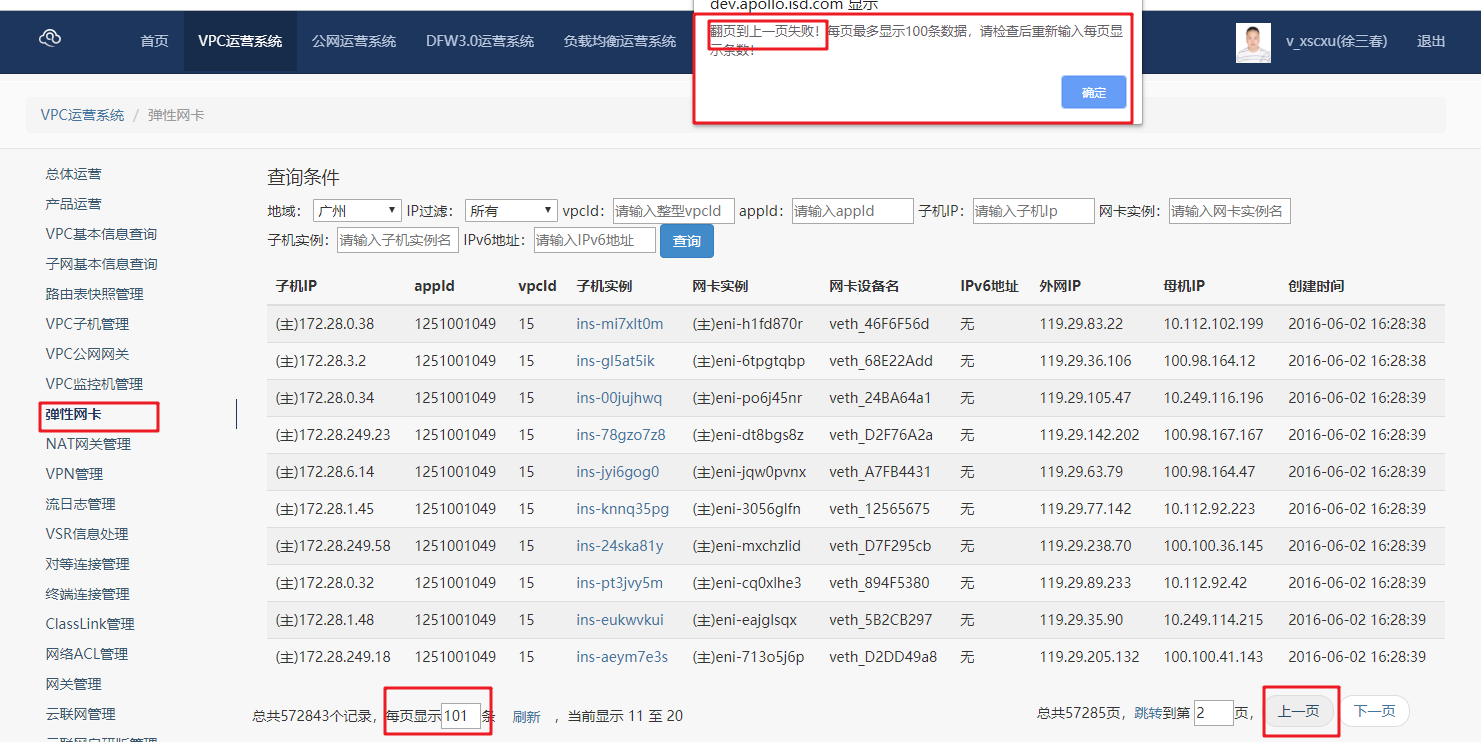 dev.apollo.isd.com 显示
翻页到上一页失败！每页最多显示100条数据，请检查后重新输入每页显
示条数！
确定
首页 VPC运营系统 公网运营系统 DFW3.0运营系统 负载均衡运营系统 v_xscxu(徐三春) 退出
VPC运营系统 / 弹性网卡
总体运营
产品运营
VPC基本信息查询
子网基本信息查询
路由表快照管理
VPC子机管理
VPC公网网关
VPC监控机管理
弹性网卡
NAT网关管理
VPN管理
流日志管理
VSR信息处理
对等连接管理
终端连接管理
ClassLink管理
网络ACL管理
网关管理
云联网管理
云联网自研版管理
查询条件
地域： 广州 IP过滤： 所有 vpcId： 请输入整型vpcId appId： 请输入appId 子机IP： 请输入子机Ip 网卡实例： 请输入网卡实例名
子机实例： 请输入子机实例名 IPv6地址： 请输入IPv6地址 查询
子机IP appId vpcId 子机实例 网卡实例 网卡设备名 IPv6地址 外网IP 母机IP 创建时间
(主)172.28.0.38 1251001049 15 ins-mi7xlt0m (主)eni-h1fd870r veth_46F6F56d 无 119.29.83.22 10.112.102.199 2016-06-02 16:28:38
(主)172.28.3.2 1251001049 15 ins-gl5at5ik (主)eni-6tpgtqbp veth_68E22Add 无 119.29.36.106 100.98.164.12 2016-06-02 16:28:38
(主)172.28.0.34 1251001049 15 ins-00jujhwq (主)eni-po6j45nr veth_24BA64a1 无 119.29.105.47 10.249.116.196 2016-06-02 16:28:39
(主)172.28.249.23 1251001049 15 ins-78gzo7z8 (主)eni-dt8bgs8z veth_D2F76A2a 无 119.29.142.202 100.98.167.167 2016-06-02 16:28:39
(主)172.28.6.14 1251001049 15 ins-jyi6gog0 (主)eni-jqw0pvnx veth_A7FB4431 无 119.29.63.79 100.98.164.47 2016-06-02 16:28:39
(主)172.28.1.45 1251001049 15 ins-knnq35pg (主)eni-3056glfn veth_12565675 无 119.29.77.142 10.112.92.223 2016-06-02 16:28:39
(主)172.28.249.58 1251001049 15 ins-24ska81y (主)eni-mxchzlid veth_D7F295cb 无 119.29.238.70 100.100.36.145 2016-06-02 16:28:39
(主)172.28.0.32 1251001049 15 ins-pt3jvy5m (主)eni-cq0xlhe3 veth_894F5380 无 119.29.89.233 10.112.92.42 2016-06-02 16:28:39
(主)172.28.1.48 1251001049 15 ins-eukwvkui (主)eni-eajglsqx veth_5B2CB297 无 119.29.35.90 10.249.114.215 2016-06-02 16:28:39
(主)172.28.249.18 1251001049 15 ins-aeym7e3s (主)eni-713o5j6p veth_D2DD49a8 无 119.29.205.132 100.100.41.143 2016-06-02 16:28:39
总共572843个记录，每页显示 101 条 刷新 ，当前显示 11 至 20 总共57285页，跳转到第 2 页， 上一页 下一页